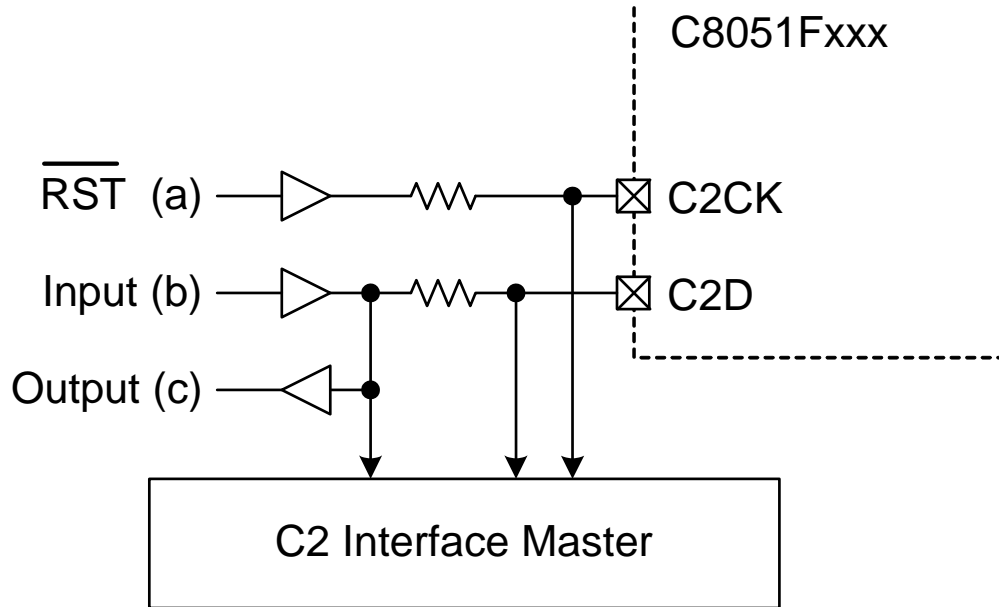 C8051Fxxx
RST (a)
C2CK
Input (b)
C2D
Output (c)
C2 Interface Master